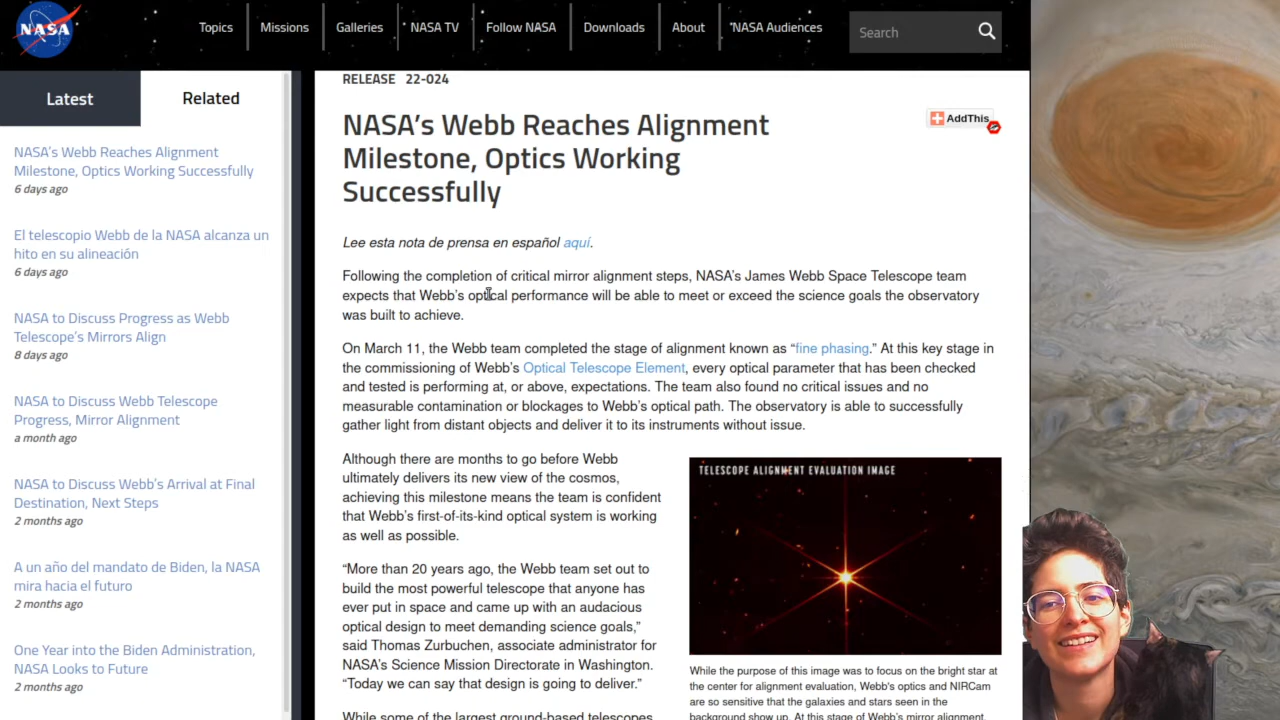 NASA
Topics
Missions
Galleries
NASA TV
Follow NASA
Downloads
About
NASA Audiences
Search
Latest
Related
NASA's Webb Reaches Alignment
Milestone, Optics Working Successfully
6 days ago
El telescopio Webb de la NASA alcanza un
hito en su alineación
6 days ago
NASA to Discuss Progress as Webb
Telescope's Mirrors Align
8 days ago
NASA to Discuss Webb Telescope
Progress, Mirror Alignment
a month ago
NASA to Discuss Webb's Arrival at Final
Destination, Next Steps
2 months ago
A un año del mandato de Biden, la NASA
mira hacia el futuro
2 months ago
One Year into the Biden Administration,
NASA Looks to Future
2 months ago
RELEASE 22-024
NASA's Webb Reaches Alignment
Milestone, Optics Working
Successfully
AddThis
Lee esta nota de prensa en español aquí.
Following the completion of critical mirror alignment steps, NASA's James Webb Space Telescope team
expects that Webb's optical performance will be able to meet or exceed the science goals the observatory
was built to achieve.
On March 11, the Webb team completed the stage of alignment known as “fine phasing.” At this key stage in
the commissioning of Webb's Optical Telescope Element, every optical parameter that has been checked
and tested is performing at, or above, expectations. The team also found no critical issues and no
measurable contamination or blockages to Webb's optical path. The observatory is able to successfully
gather light from distant objects and deliver it to its instruments without issue.
Although there are months to go before Webb
ultimately delivers its new view of the cosmos,
achieving this milestone means the team is confident
that Webb's first-of-its-kind optical system is working
as well as possible.
“More than 20 years ago, the Webb team set out to
build the most powerful telescope that anyone has
ever put in space and came up with an audacious
optical design to meet demanding science goals,”
said Thomas Zurbuchen, associate administrator for
NASA's Science Mission Directorate in Washington.
“Today we can say that design is going to deliver.”
While some of the largest ground-based telescopes
TELESCOPE ALIGNMENT EVALUATION IMAGE
While the purpose of this image was to focus on the bright star at
the center for alignment evaluation, Webb's optics and NIRCam
are so sensitive that the galaxies and stars seen in the
background show up. At this stage of Webb's mirror alignment,